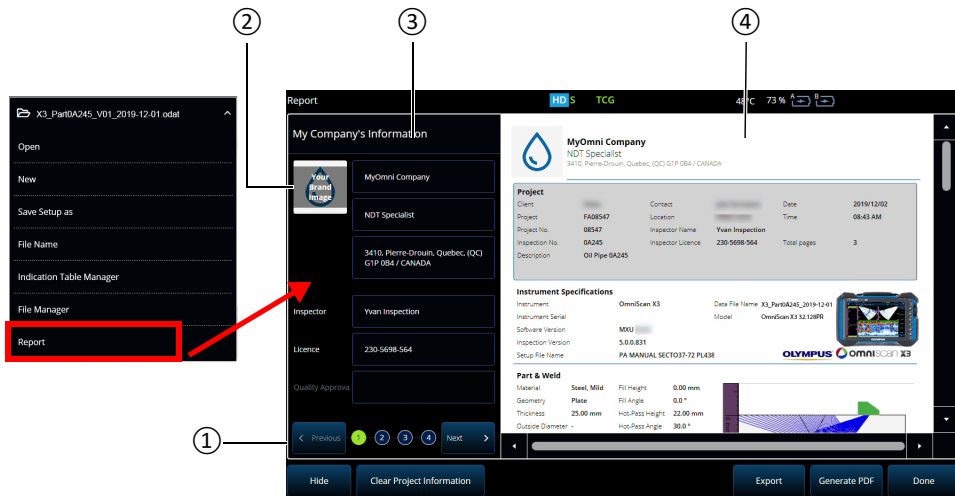 ②
③
④
X3_Part0A245_V01_2019-12-01.odat
Open
New
Save Setup as
File Name
Indication Table Manager
File Manager
Report
Report
HD S TCG 48°C 73 % A B
My Company's Information
Your
Brand
Image
MyOmni Company
NDT Specialist
3410, Pierre-Drouin, Quebec, (QC)
G1P 0B4 / CANADA
Inspector Yvan Inspection
Licence 230-5698-564
Quality Approva
①
< Previous 1 2 3 4 Next >
MyOmni Company
NDT Specialist
3410, Pierre-Drouin, Quebec, (QC) G1P 0B4 / CANADA
Project
Client Contact Date 2019/12/02
Project FA08547 Location Time 08:43 AM
Project No. 08547 Inspector Name Yvan Inspection
Inspection No. 0A245 Inspector Licence 230-5698-564 Total pages 3
Description Oil Pipe 0A245
Instrument Specifications
Instrument OmniScan X3 Data File Name X3_Part0A245_2019-12-01
Instrument Serial Model OmniScan X3 32.128PR
Software Version MXU
Inspection Version 5.0.0.831
Setup File Name PA MANUAL SECTO37-72 PL438
OLYMPUS OMNISCAN X3
Part & Weld
Material Steel, Mild Fill Height 0.00 mm
Geometry Plate Fill Angle 0.0 °
Thickness 25.00 mm Hot-Pass Height 22.00 mm
Outside Diameter - Hot-Pass Angle 30.0 °
Hide Clear Project Information Export Generate PDF Done